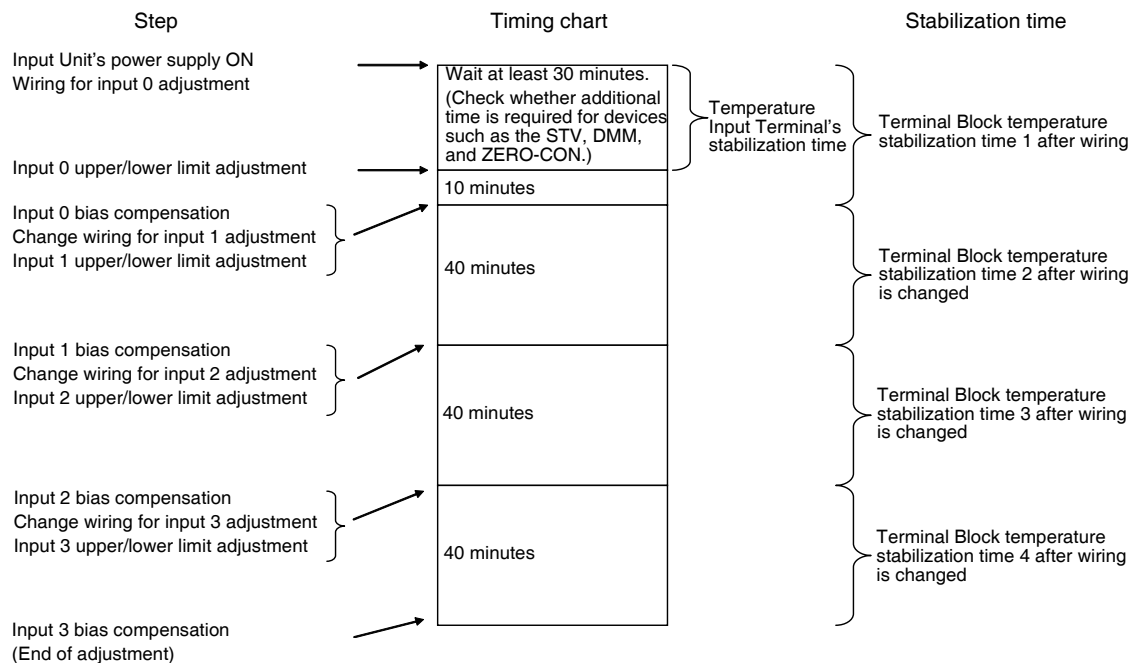 Step
Timing chart
Stabilization time
Input Unit's power supply ON
Wiring for input 0 adjustment
Wait at least 30 minutes.
(Check whether additional
time is required for devices
such as the STV, DMM,
and ZERO-CON.)
Temperature
Input Terminal's
stabilization time
Terminal Block temperature
stabilization time 1 after wiring
Input 0 upper/lower limit adjustment
10 minutes
Input 0 bias compensation
Change wiring for input 1 adjustment
Input 1 upper/lower limit adjustment
40 minutes
Terminal Block temperature
stabilization time 2 after wiring
is changed
Input 1 bias compensation
Change wiring for input 2 adjustment
Input 2 upper/lower limit adjustment
40 minutes
Terminal Block temperature
stabilization time 3 after wiring
is changed
Input 2 bias compensation
Change wiring for input 3 adjustment
Input 3 upper/lower limit adjustment
40 minutes
Terminal Block temperature
stabilization time 4 after wiring
is changed
Input 3 bias compensation
(End of adjustment)